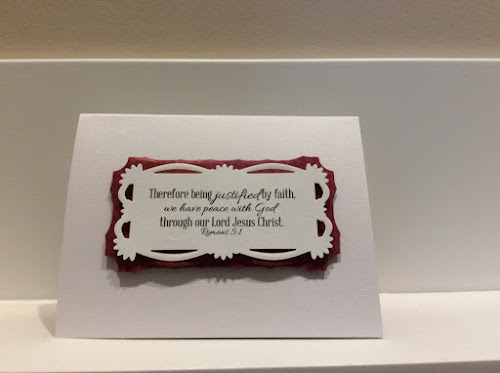 Therefore being justified by faith,
we have peace with God
through our Lord Jesus Christ.
Romans 5:1